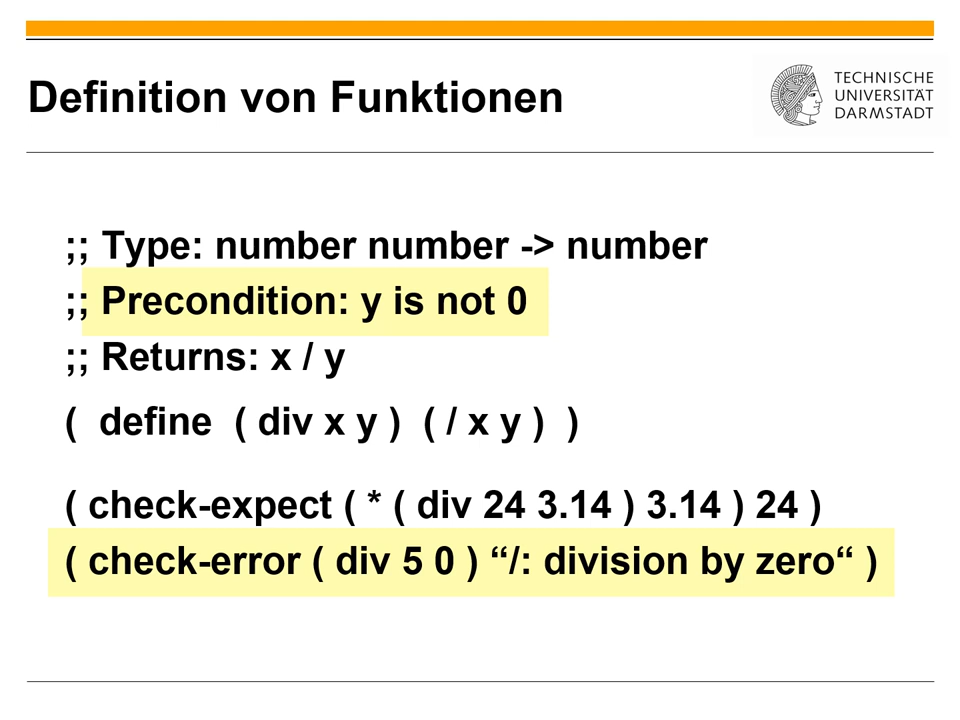 Definition von Funktionen
TECHNISCHE
UNIVERSITÄT
DARMSTADT
;; Type: number number -> number
;; Precondition: y is not 0
;; Returns: x / y
( define ( div x y ) ( / x y ) )
( check-expect ( * ( div 24 3.14 ) 3.14 ) 24 )
( check-error ( div 5 0 ) “/: division by zero“ )